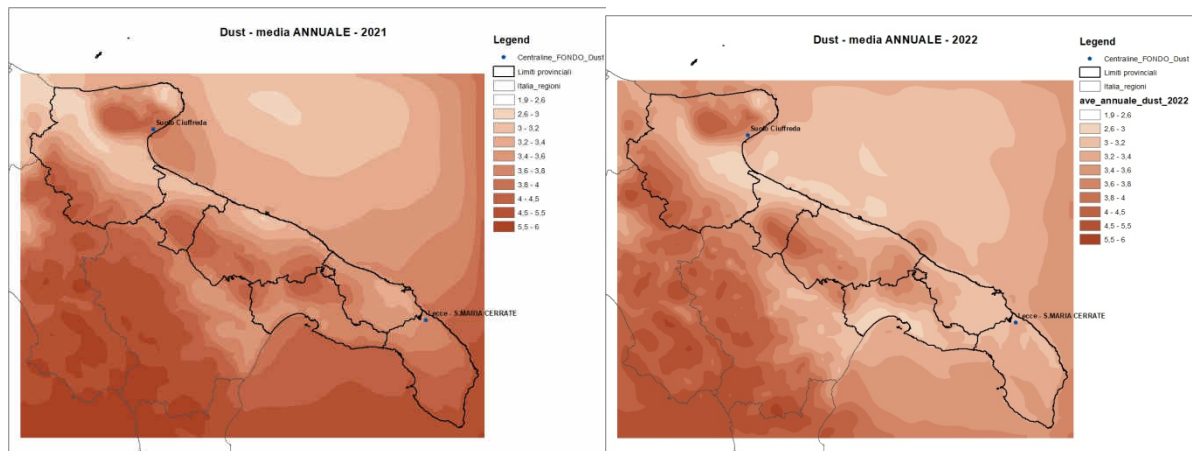 Dust - media ANNUALE - 2021
Legend
Centraline_FONDO_Dust
Limiti provinciali
Italia_regioni
1,9 - 2,6
2,6 - 3
3 - 3,2
3,2 - 3,4
3,4 - 3,6
3,6 - 3,8
3,8 - 4
4 - 4,5
4,5 - 5,5
5,5 - 6
Suolo Ciuffreda
Lecce - S.MARIA CERRATE
Dust - media ANNUALE - 2022
Legend
Centraline_FONDO_Dust
Limiti provinciali
Italia_regioni
ave_annuale_dust_2022
1,9 - 2,6
2,6 - 3
3 - 3,2
3,2 - 3,4
3,4 - 3,6
3,6 - 3,8
3,8 - 4
4 - 4,5
4,5 - 5,5
5,5 - 6
Suolo Ciuffreda
Lecce - S.MARIA CERRATE